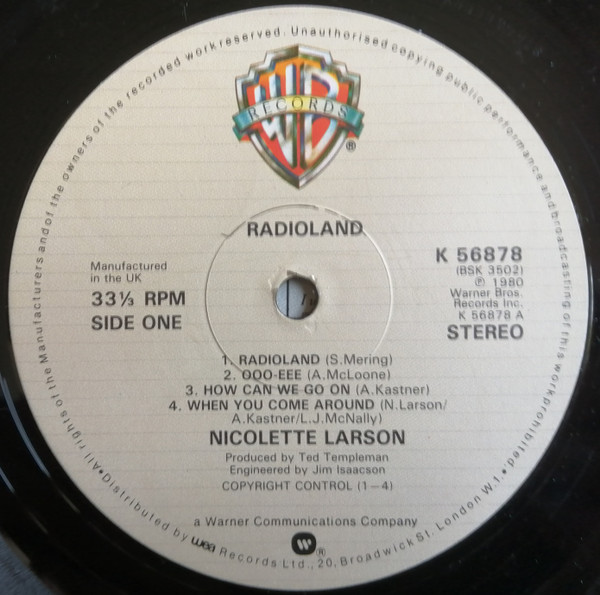 All rights of the Manufacturers and of the owners of the recorded work reserved. Unauthorised copying public performance and broadcasting of this work prohibited.
WB
RECORDS
®
RADIOLAND
K 56878
(BSK 3502)
℗ 1980
Warner Bros.
Records Inc.
K 56878 A
STEREO
Manufactured
in the UK
33⅓ RPM
SIDE ONE
1. RADIOLAND (S.Mering)
2. OOO-EEE (A.McLoone)
3. HOW CAN WE GO ON (A.Kastner)
4. WHEN YOU COME AROUND (N.Larson/
A.Kastner/L.J.McNally)
NICOLETTE LARSON
Produced by Ted Templeman
Engineered by Jim Isaacson
COPYRIGHT CONTROL (1–4)
a Warner Communications Company
®
• Distributed by wea Records Ltd., 20, Broadwick St. London W.1. •